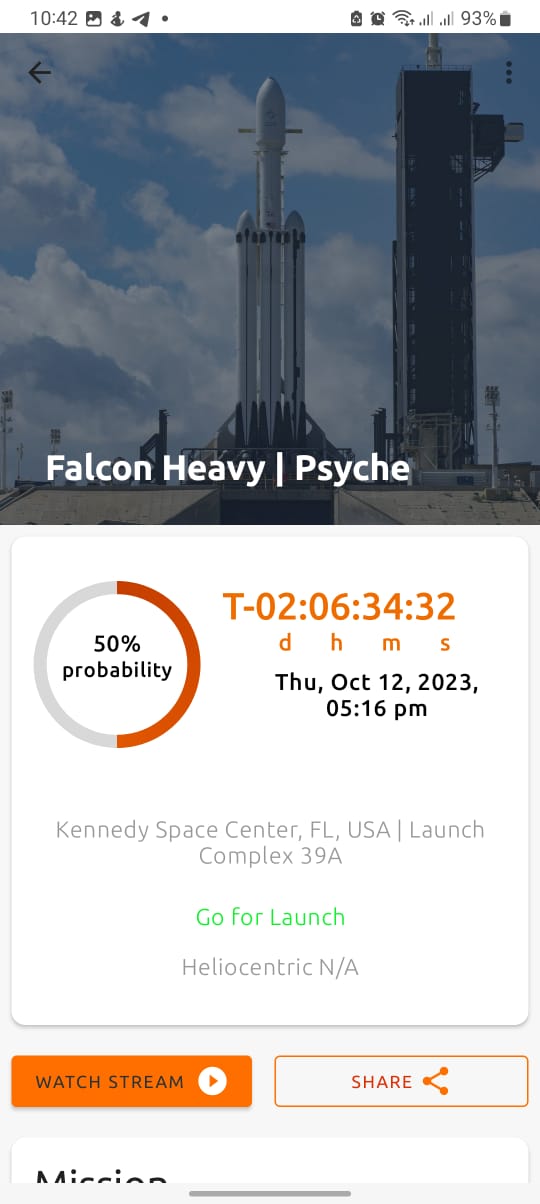 10:42 93%
Falcon Heavy | Psyche
50%
probability
T-02:06:34:32
d h m s
Thu, Oct 12, 2023,
05:16 pm
Kennedy Space Center, FL, USA | Launch
Complex 39A
Go for Launch
Heliocentric N/A
WATCH STREAM
SHARE
Mission